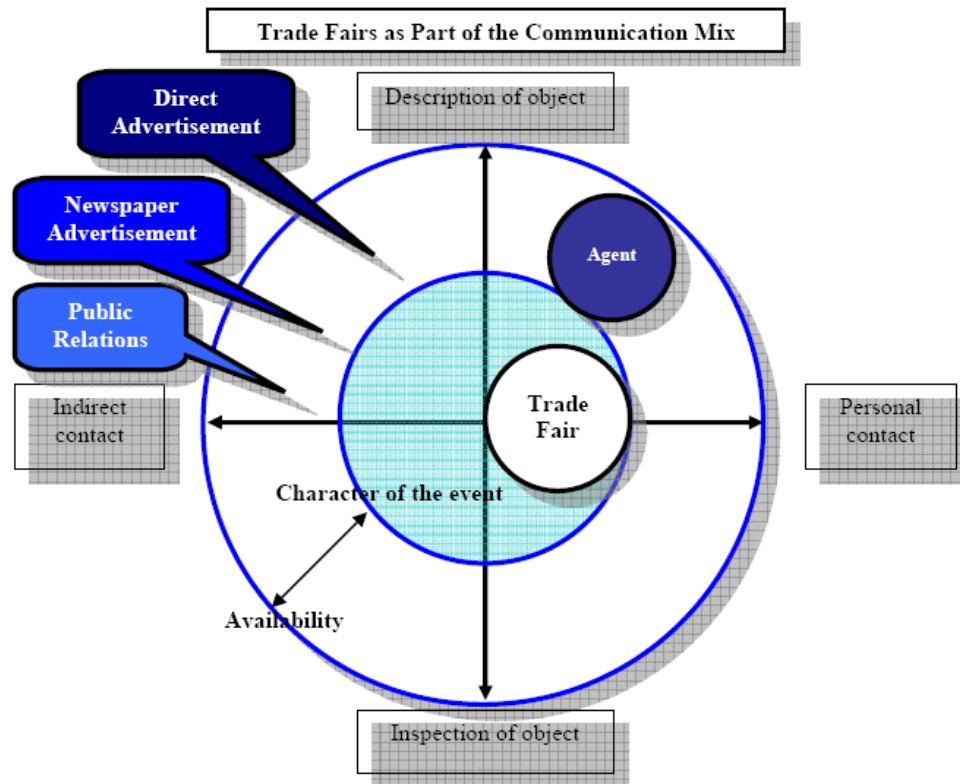 Trade Fairs as Part of the Communication Mix
Direct
Advertisement
Description of object
Newspaper
Advertisement
Agent
Public
Relations
Indirect
contact
Trade
Fair
Personal
contact
Character of the event
Availability
Inspection of object